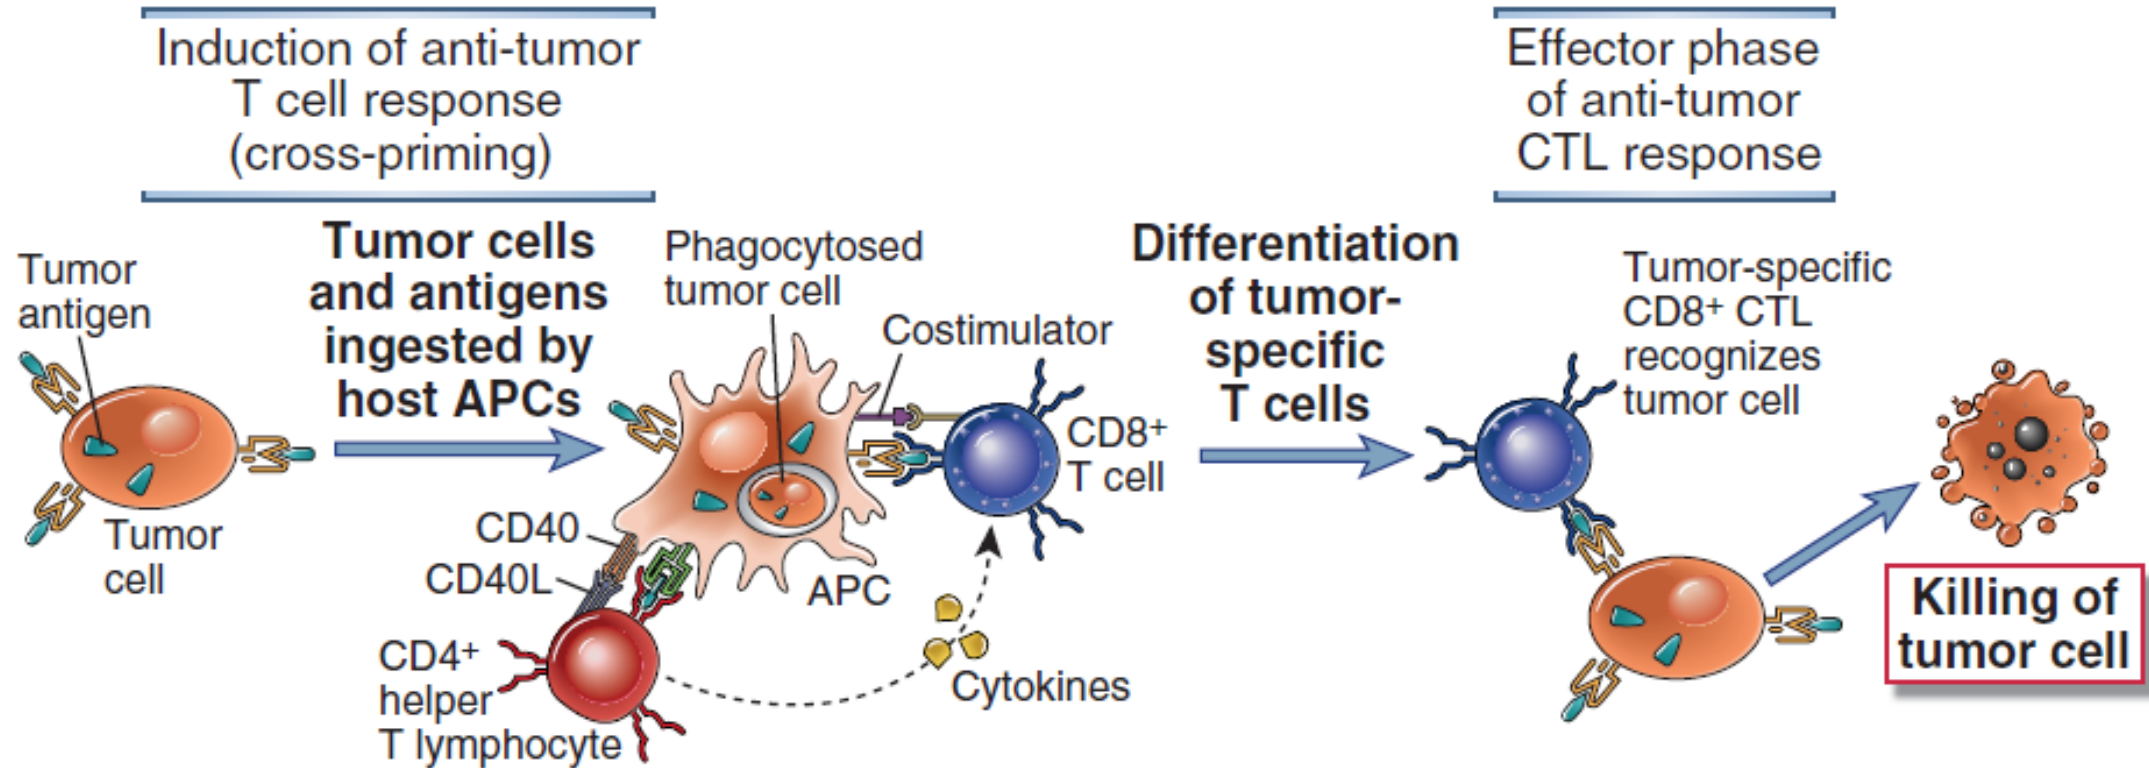 Induction of anti-tumor
T cell response
(cross-priming)
Effector phase
of anti-tumor
CTL response
Tumor
antigen
Tumor cells
and antigens
ingested by
host APCs
Phagocytosed
tumor cell
Costimulator
Differentiation
of tumor-
specific
T cells
Tumor-specific
CD8+ CTL
recognizes
tumor cell
CD8+
T cell
Tumor
cell
CD40
CD40L
APC
CD4+
helper
T lymphocyte
Cytokines
Killing of
tumor cell